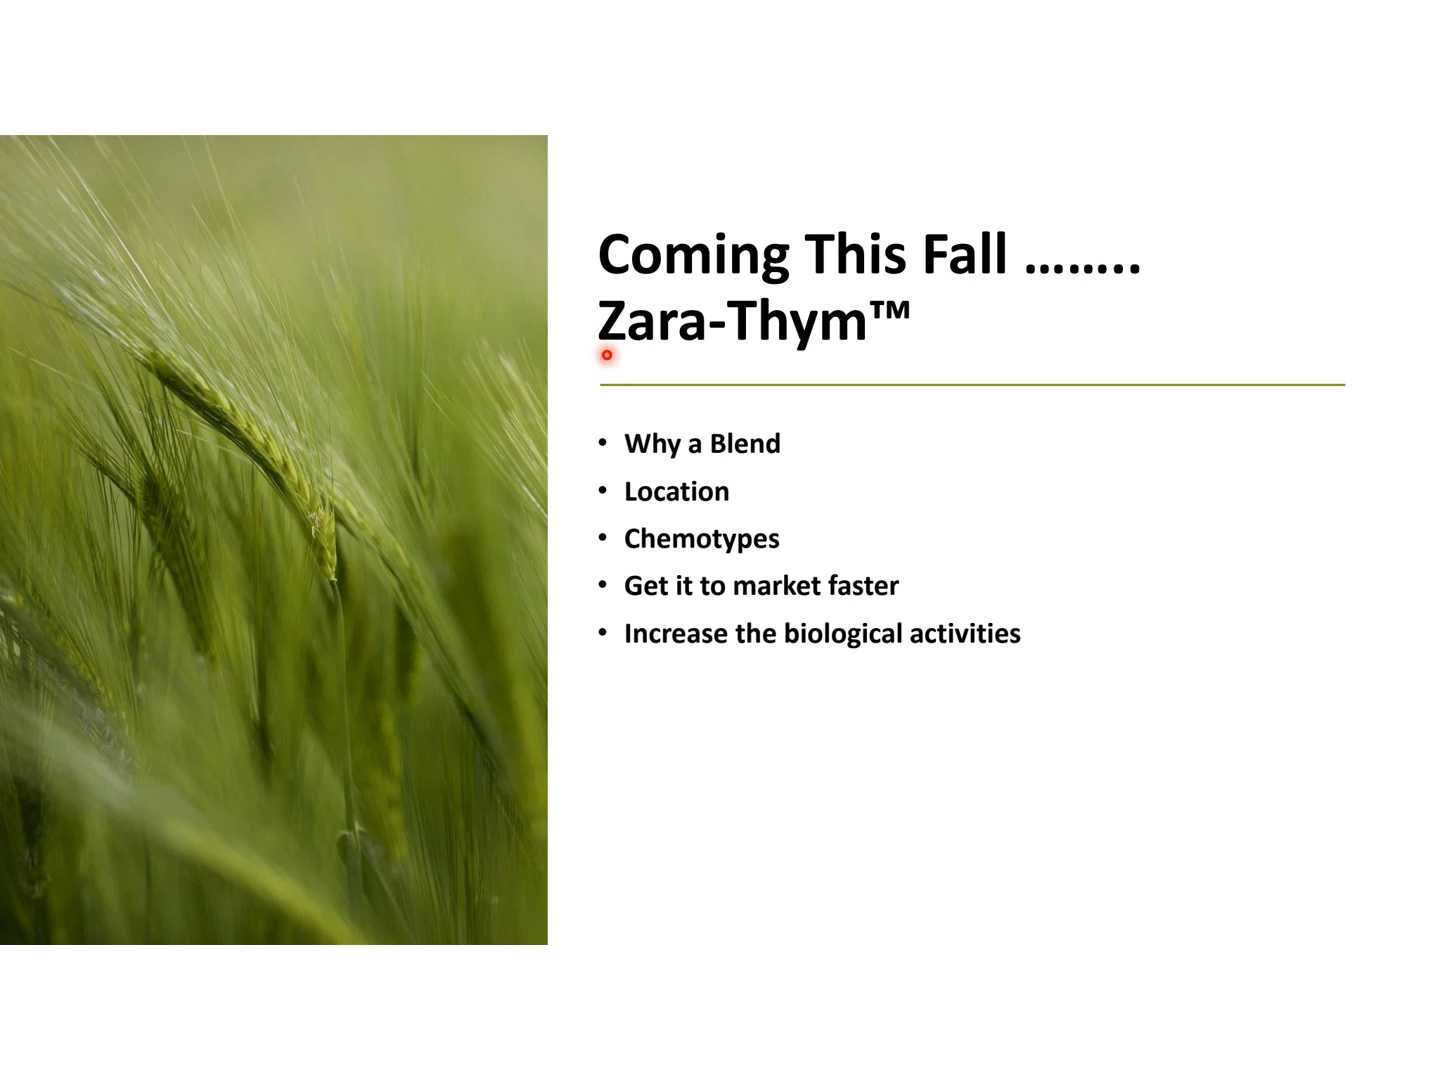 Coming This Fall ........
Zara-Thym™
• Why a Blend
• Location
• Chemotypes
• Get it to market faster
• Increase the biological activities